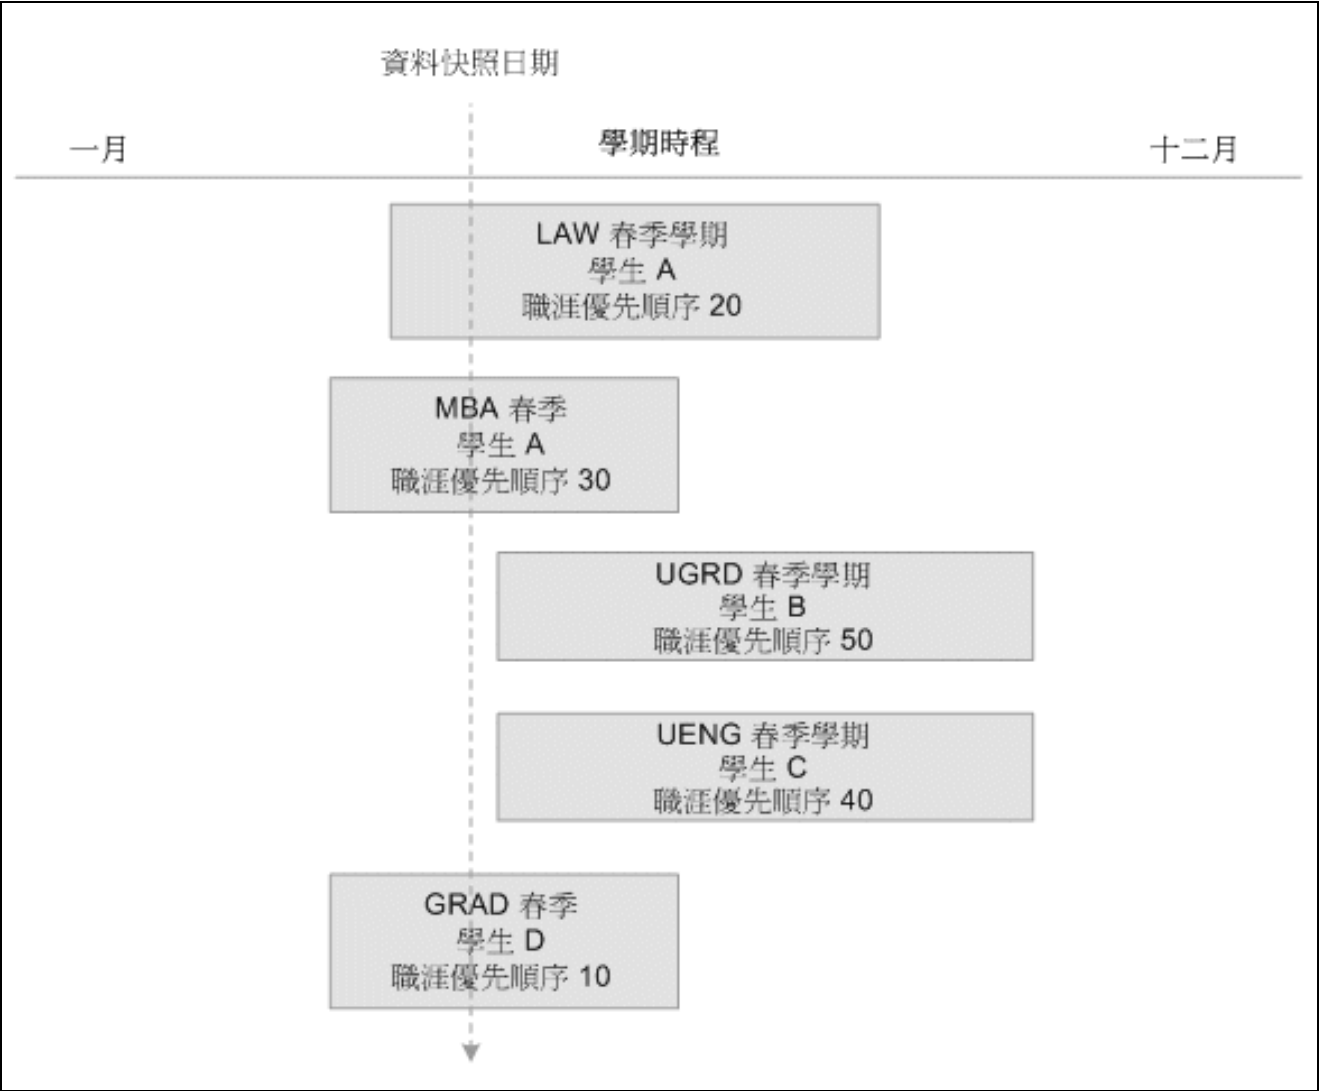 資料快照日期
一月
學期時程
十二月
LAW 春季學期
學生 A
職涯優先順序 20
MBA 春季
學生 A
職涯優先順序 30
UGRD 春季學期
學生 B
職涯優先順序 50
UENG 春季學期
學生 C
職涯優先順序 40
GRAD 春季
學生 D
職涯優先順序 10